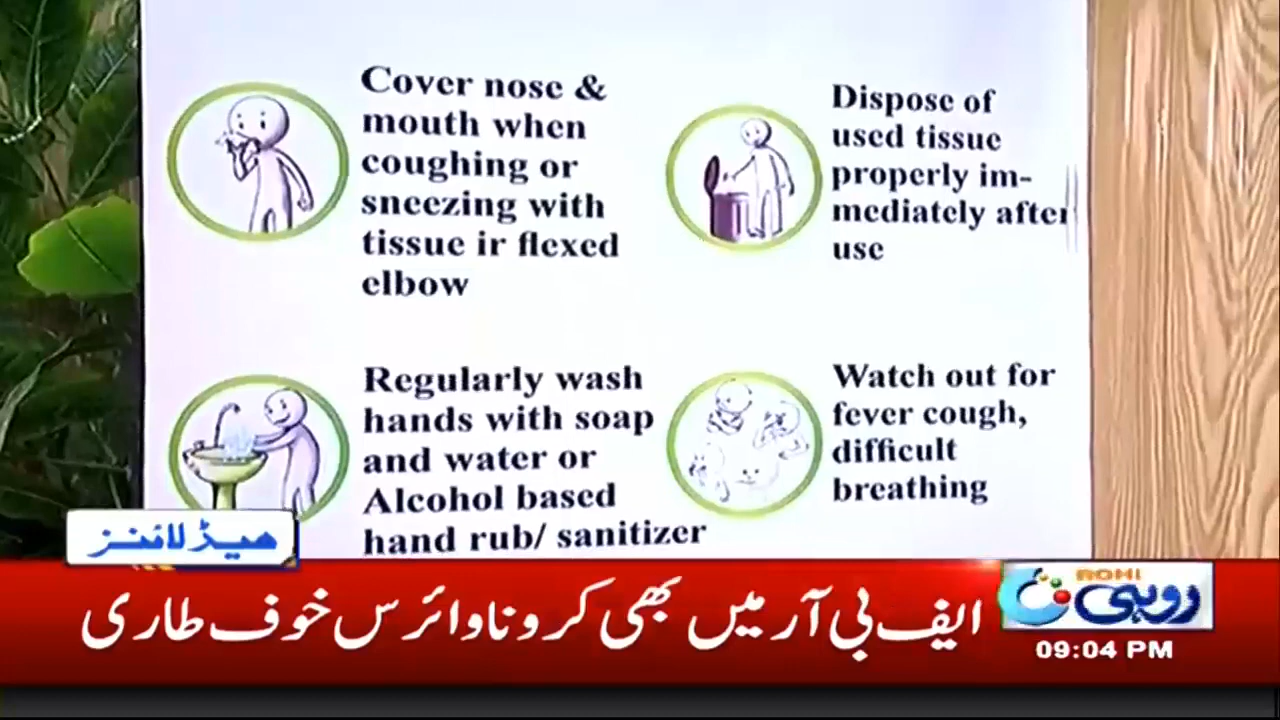 Cover nose &
mouth when
coughing or
sneezing with
tissue ir flexed
elbow
Dispose of
used tissue
properly im-
mediately after
use
Regularly wash
hands with soap
and water or
Alcohol based
hand rub/ sanitizer
Watch out for
fever cough,
difficult
breathing
ہیڈلائنز
ایف بی آر میں بھی کرونا وائرس خوف طاری
ROHI
روہی
09:04 PM